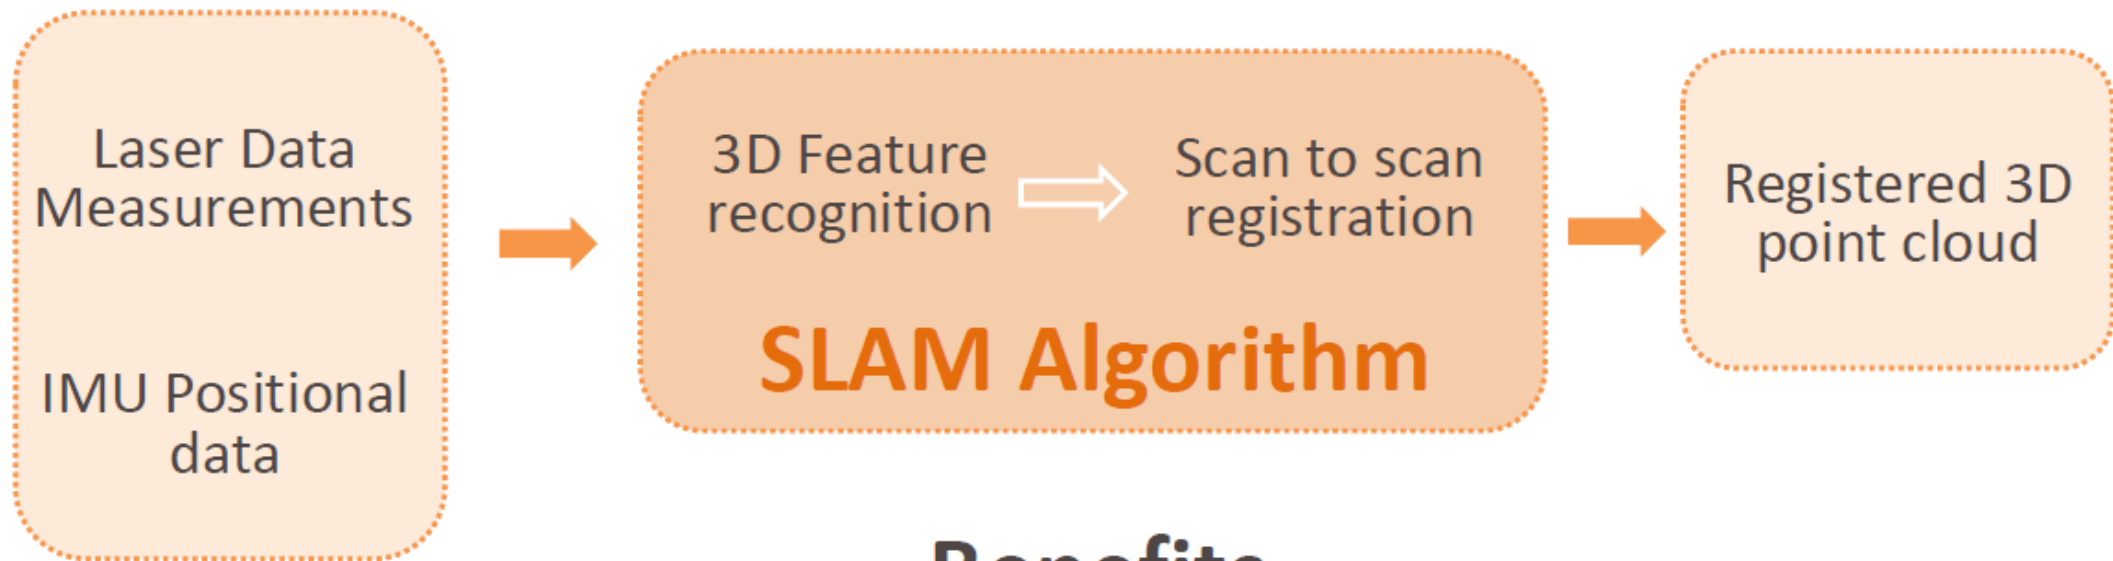 Laser Data
Measurements
IMU Positional
data
3D Feature
recognition
Scan to scan
registration
SLAM Algorithm
Registered 3D
point cloud
Benefits